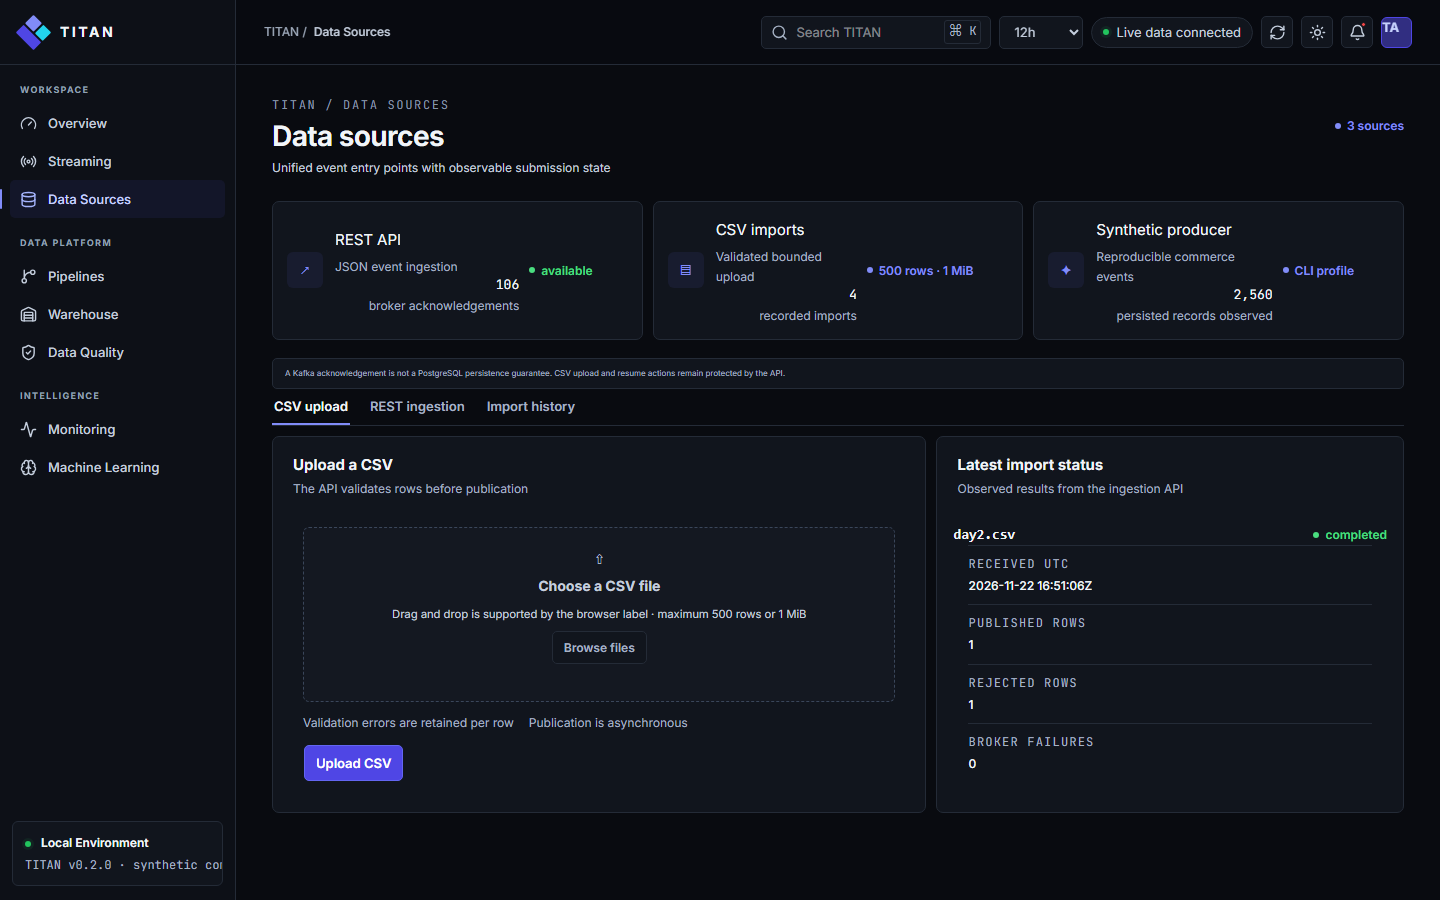 TITAN
TITAN / Data Sources
Search TITAN
⌘ K
12h
Live data connected
TA
WORKSPACE
Overview
Streaming
Data Sources
DATA PLATFORM
Pipelines
Warehouse
Data Quality
INTELLIGENCE
Monitoring
Machine Learning
Local Environment
TITAN v0.2.0 · synthetic co
TITAN / DATA SOURCES
Data sources
Unified event entry points with observable submission state
3 sources
REST API
JSON event ingestion
106
broker acknowledgements
available
CSV imports
Validated bounded
upload
4
recorded imports
500 rows · 1 MiB
Synthetic producer
Reproducible commerce
events
2,560
persisted records observed
CLI profile
A Kafka acknowledgement is not a PostgreSQL persistence guarantee. CSV upload and resume actions remain protected by the API.
CSV upload
REST ingestion
Import history
Upload a CSV
The API validates rows before publication
Choose a CSV file
Drag and drop is supported by the browser label · maximum 500 rows or 1 MiB
Browse files
Validation errors are retained per row
Publication is asynchronous
Upload CSV
Latest import status
Observed results from the ingestion API
day2.csv
completed
RECEIVED UTC
2026-11-22 16:51:06Z
PUBLISHED ROWS
1
REJECTED ROWS
1
BROKER FAILURES
0